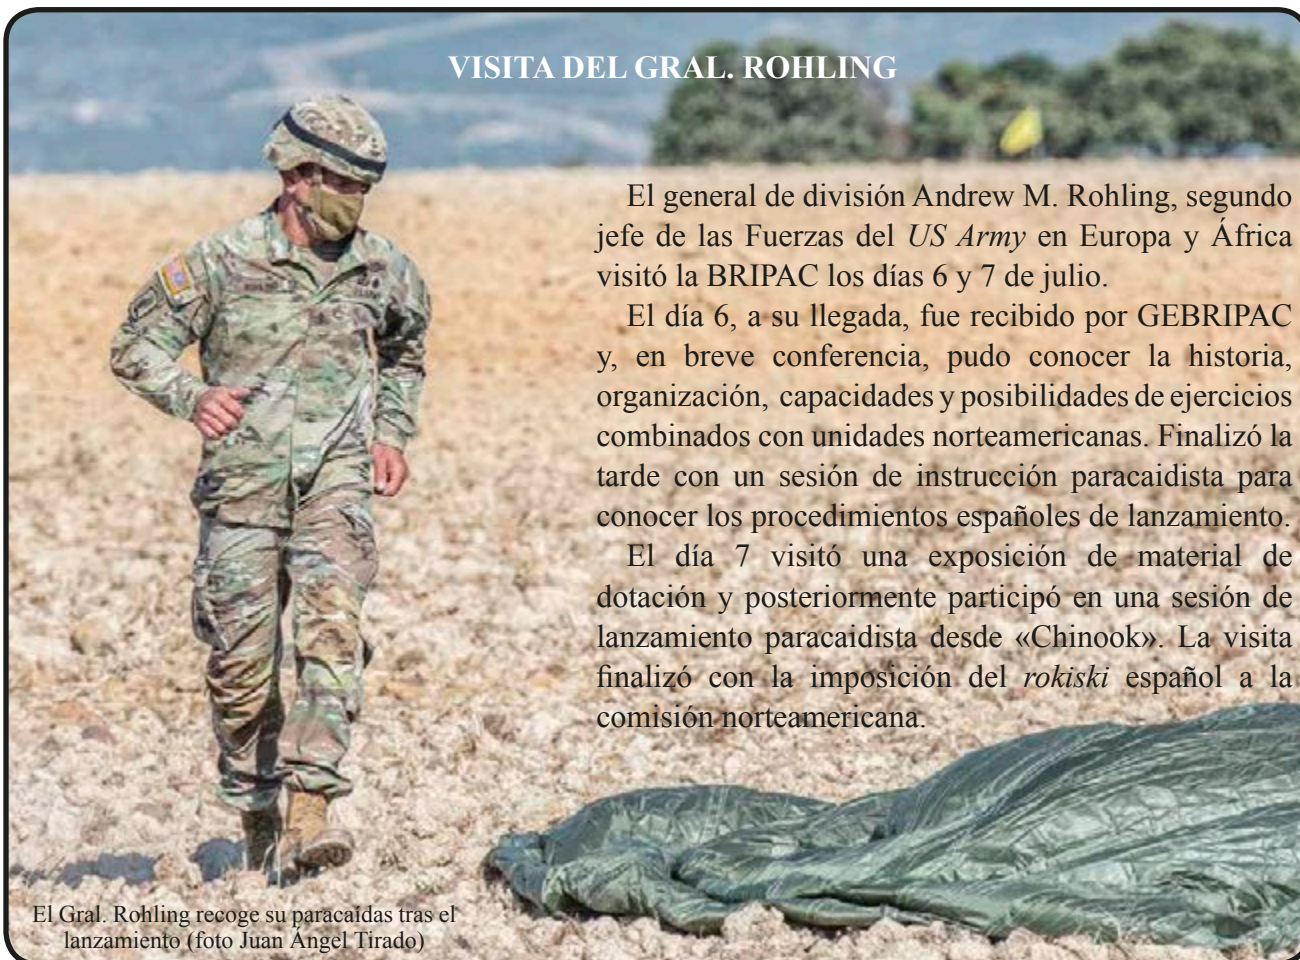 VISITA DEL GRAL. ROHLING
El general de división Andrew M. Rohling, segundo
jefe de las Fuerzas del US Army en Europa y África
visitó la BRIPAC los días 6 y 7 de julio.
El día 6, a su llegada, fue recibido por GEBRIPAC
y, en breve conferencia, pudo conocer la historia,
organización, capacidades y posibilidades de ejercicios
combinados con unidades norteamericanas. Finalizó la
tarde con un sesión de instrucción paracaidista para
conocer los procedimientos españoles de lanzamiento.
El día 7 visitó una exposición de material de
dotación y posteriormente participó en una sesión de
lanzamiento paracaidista desde «Chinook». La visita
finalizó con la imposición del rokiski español a la
comisión norteamericana.
El Gral. Rohling recoge su paracaídas tras el
lanzamiento (foto Juan Ángel Tirado)